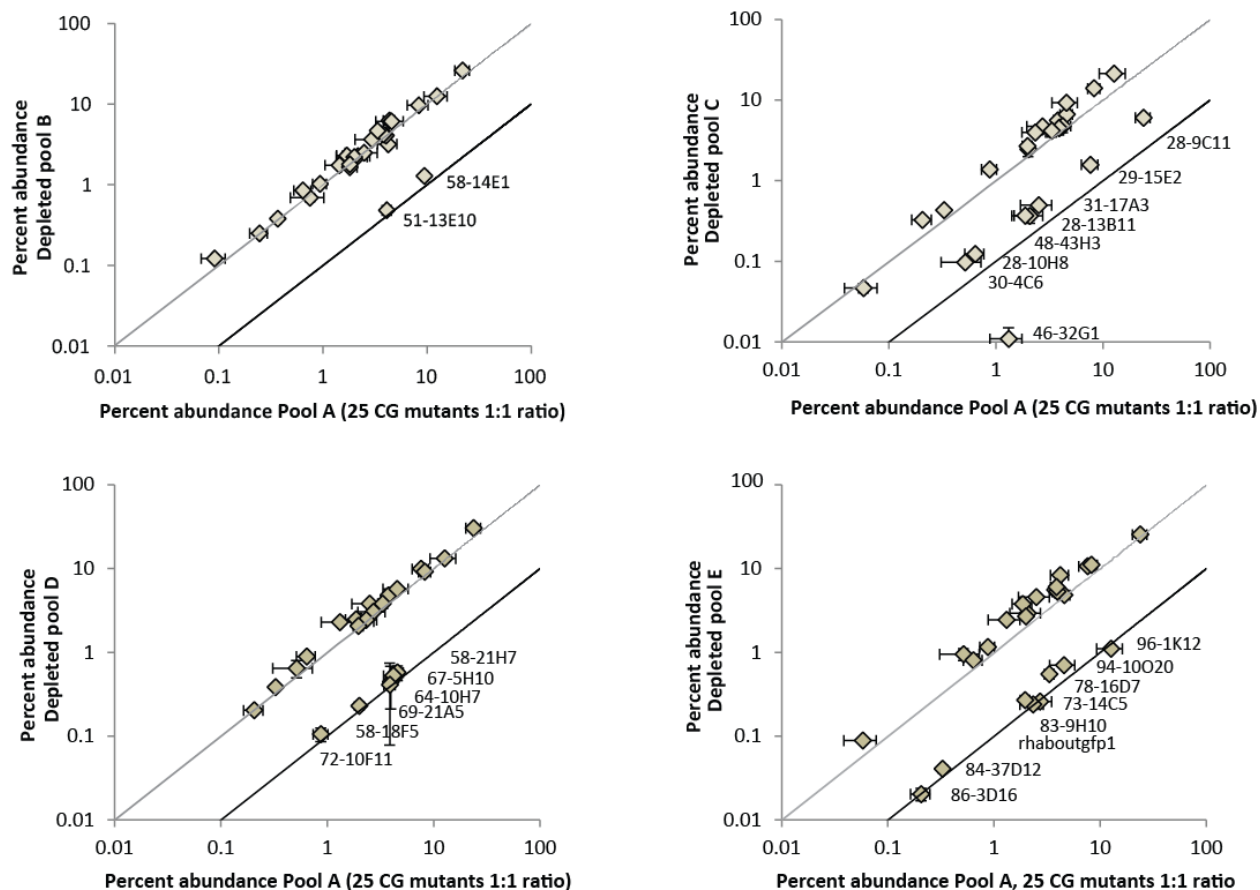 100
10
1
0.1
0.01
0.01
0.1
1
10
100
Percent abundance
Depleted pool B
58-14E1
51-13E10
Percent abundance Pool A (25 CG mutants 1:1 ratio)
100
10
1
0.1
0.01
0.01
0.1
1
10
100
Percent abundance
Depleted pool C
28-9C11
29-15E2
31-17A3
28-13B11
48-43H3
28-10H8
30-4C6
46-32G1
Percent abundance Pool A (25 CG mutants 1:1 ratio)
100
10
1
0.1
0.01
0.01
0.1
1
10
100
Percent abundance
Depleted pool D
58-21H7
67-5H10
64-10H7
69-21A5
58-18F5
72-10F11
Percent abundance Pool A (25 CG mutants 1:1 ratio)
100
10
1
0.1
0.01
0.01
0.1
1
10
100
Percent abundance
Depleted pool E
96-1K12
94-10O20
78-16D7
73-14C5
83-9H10
rhaboutgfp1
84-37D12
86-3D16
Percent abundance Pool A, 25 CG mutants 1:1 ratio